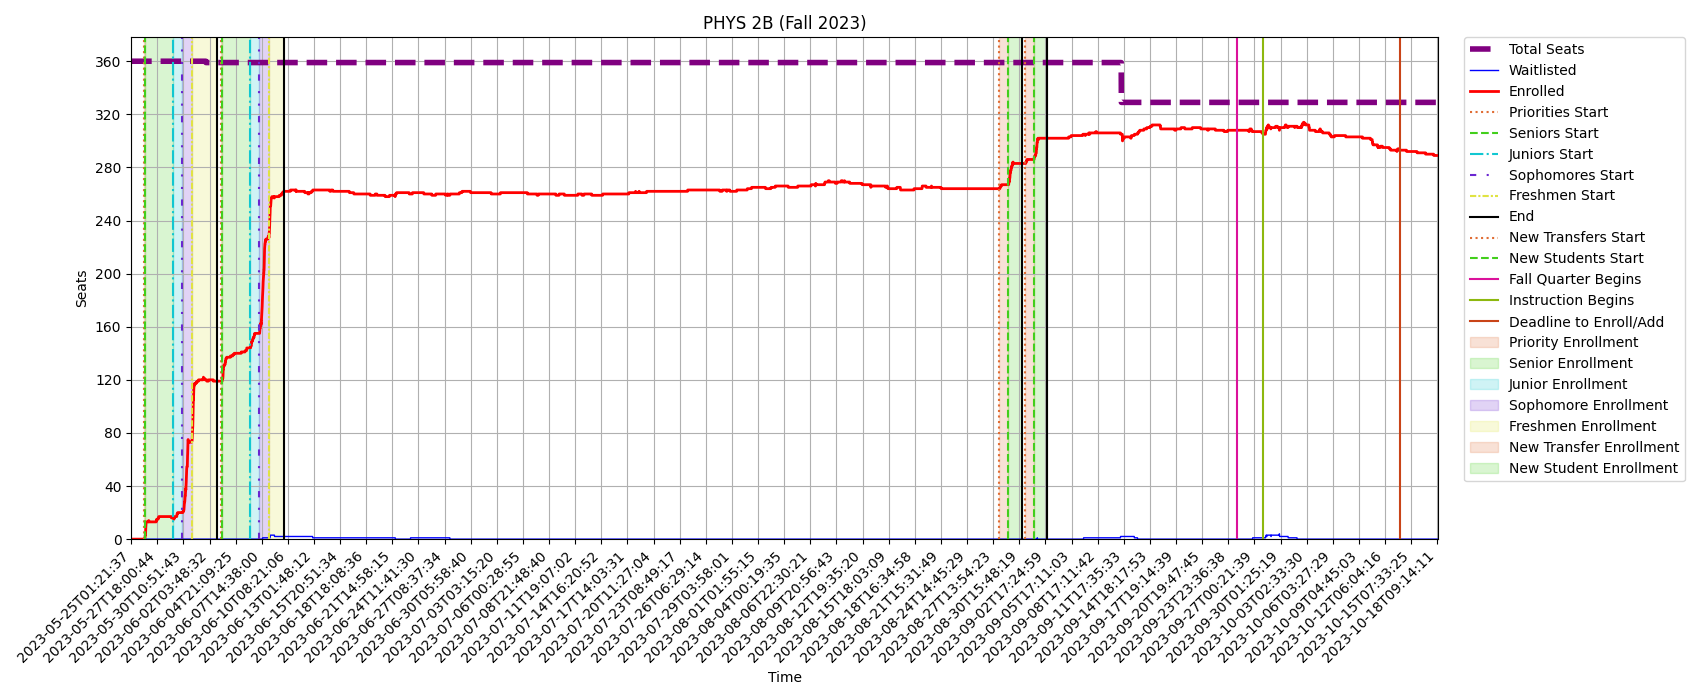 PHYS 2B (Fall 2023)
Seats
360
320
280
240
200
160
120
80
40
0
2023-05-25T01:21:37
2023-05-27T18:00:44
2023-05-30T10:51:43
2023-06-02T03:48:32
2023-06-04T21:09:25
2023-06-07T14:38:00
2023-06-10T08:21:06
2023-06-13T01:48:12
2023-06-15T20:51:34
2023-06-18T18:08:36
2023-06-21T14:58:15
2023-06-24T11:41:30
2023-06-27T08:37:34
2023-06-30T05:58:40
2023-07-03T03:15:20
2023-07-06T00:28:55
2023-07-08T21:48:40
2023-07-11T19:07:02
2023-07-14T16:20:52
2023-07-17T14:03:31
2023-07-20T11:27:04
2023-07-23T08:49:17
2023-07-26T06:29:14
2023-07-29T03:58:01
2023-08-01T01:55:15
2023-08-04T00:19:35
2023-08-06T22:30:21
2023-08-09T20:56:43
2023-08-12T19:35:20
2023-08-15T18:03:09
2023-08-18T16:34:58
2023-08-21T15:31:49
2023-08-24T14:45:29
2023-08-27T13:54:23
2023-08-30T15:48:19
2023-09-02T17:24:59
2023-09-05T17:11:03
2023-09-08T17:11:42
2023-09-11T17:35:33
2023-09-14T18:17:53
2023-09-17T19:14:39
2023-09-20T19:47:45
2023-09-23T23:36:38
2023-09-27T00:21:39
2023-09-30T01:25:19
2023-10-03T02:33:30
2023-10-06T03:27:29
2023-10-09T04:45:03
2023-10-12T06:04:16
2023-10-15T07:33:25
2023-10-18T09:14:11
Time
Total Seats
Waitlisted
Enrolled
Priorities Start
Seniors Start
Juniors Start
Sophomores Start
Freshmen Start
End
New Transfers Start
New Students Start
Fall Quarter Begins
Instruction Begins
Deadline to Enroll/Add
Priority Enrollment
Senior Enrollment
Junior Enrollment
Sophomore Enrollment
Freshmen Enrollment
New Transfer Enrollment
New Student Enrollment